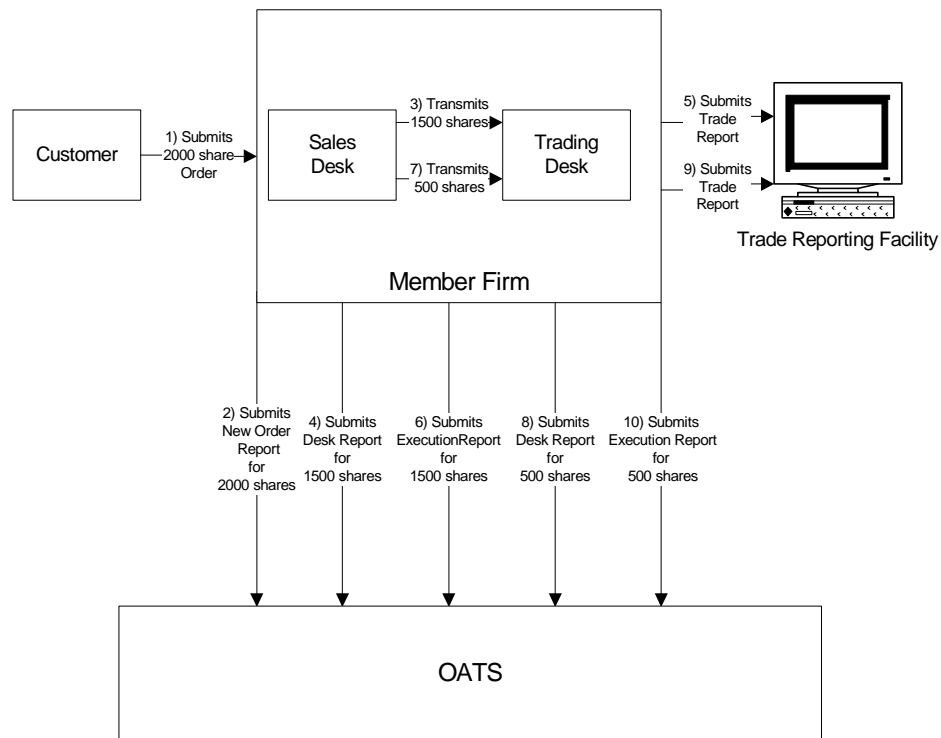 Customer
1) Submits
2000 share
Order
Sales
Desk
3) Transmits
1500 shares
7) Transmits
500 shares
Trading
Desk
5) Submits
Trade
Report
9) Submits
Trade
Report
Trade Reporting Facility
Member Firm
2) Submits
New Order
Report
for
2000 shares
4) Submits
Desk Report
for
1500 shares
6) Submits
ExecutionReport
for
1500 shares
8) Submits
Desk Report
for
500 shares
10) Submits
Execution Report
for
500 shares
OATS